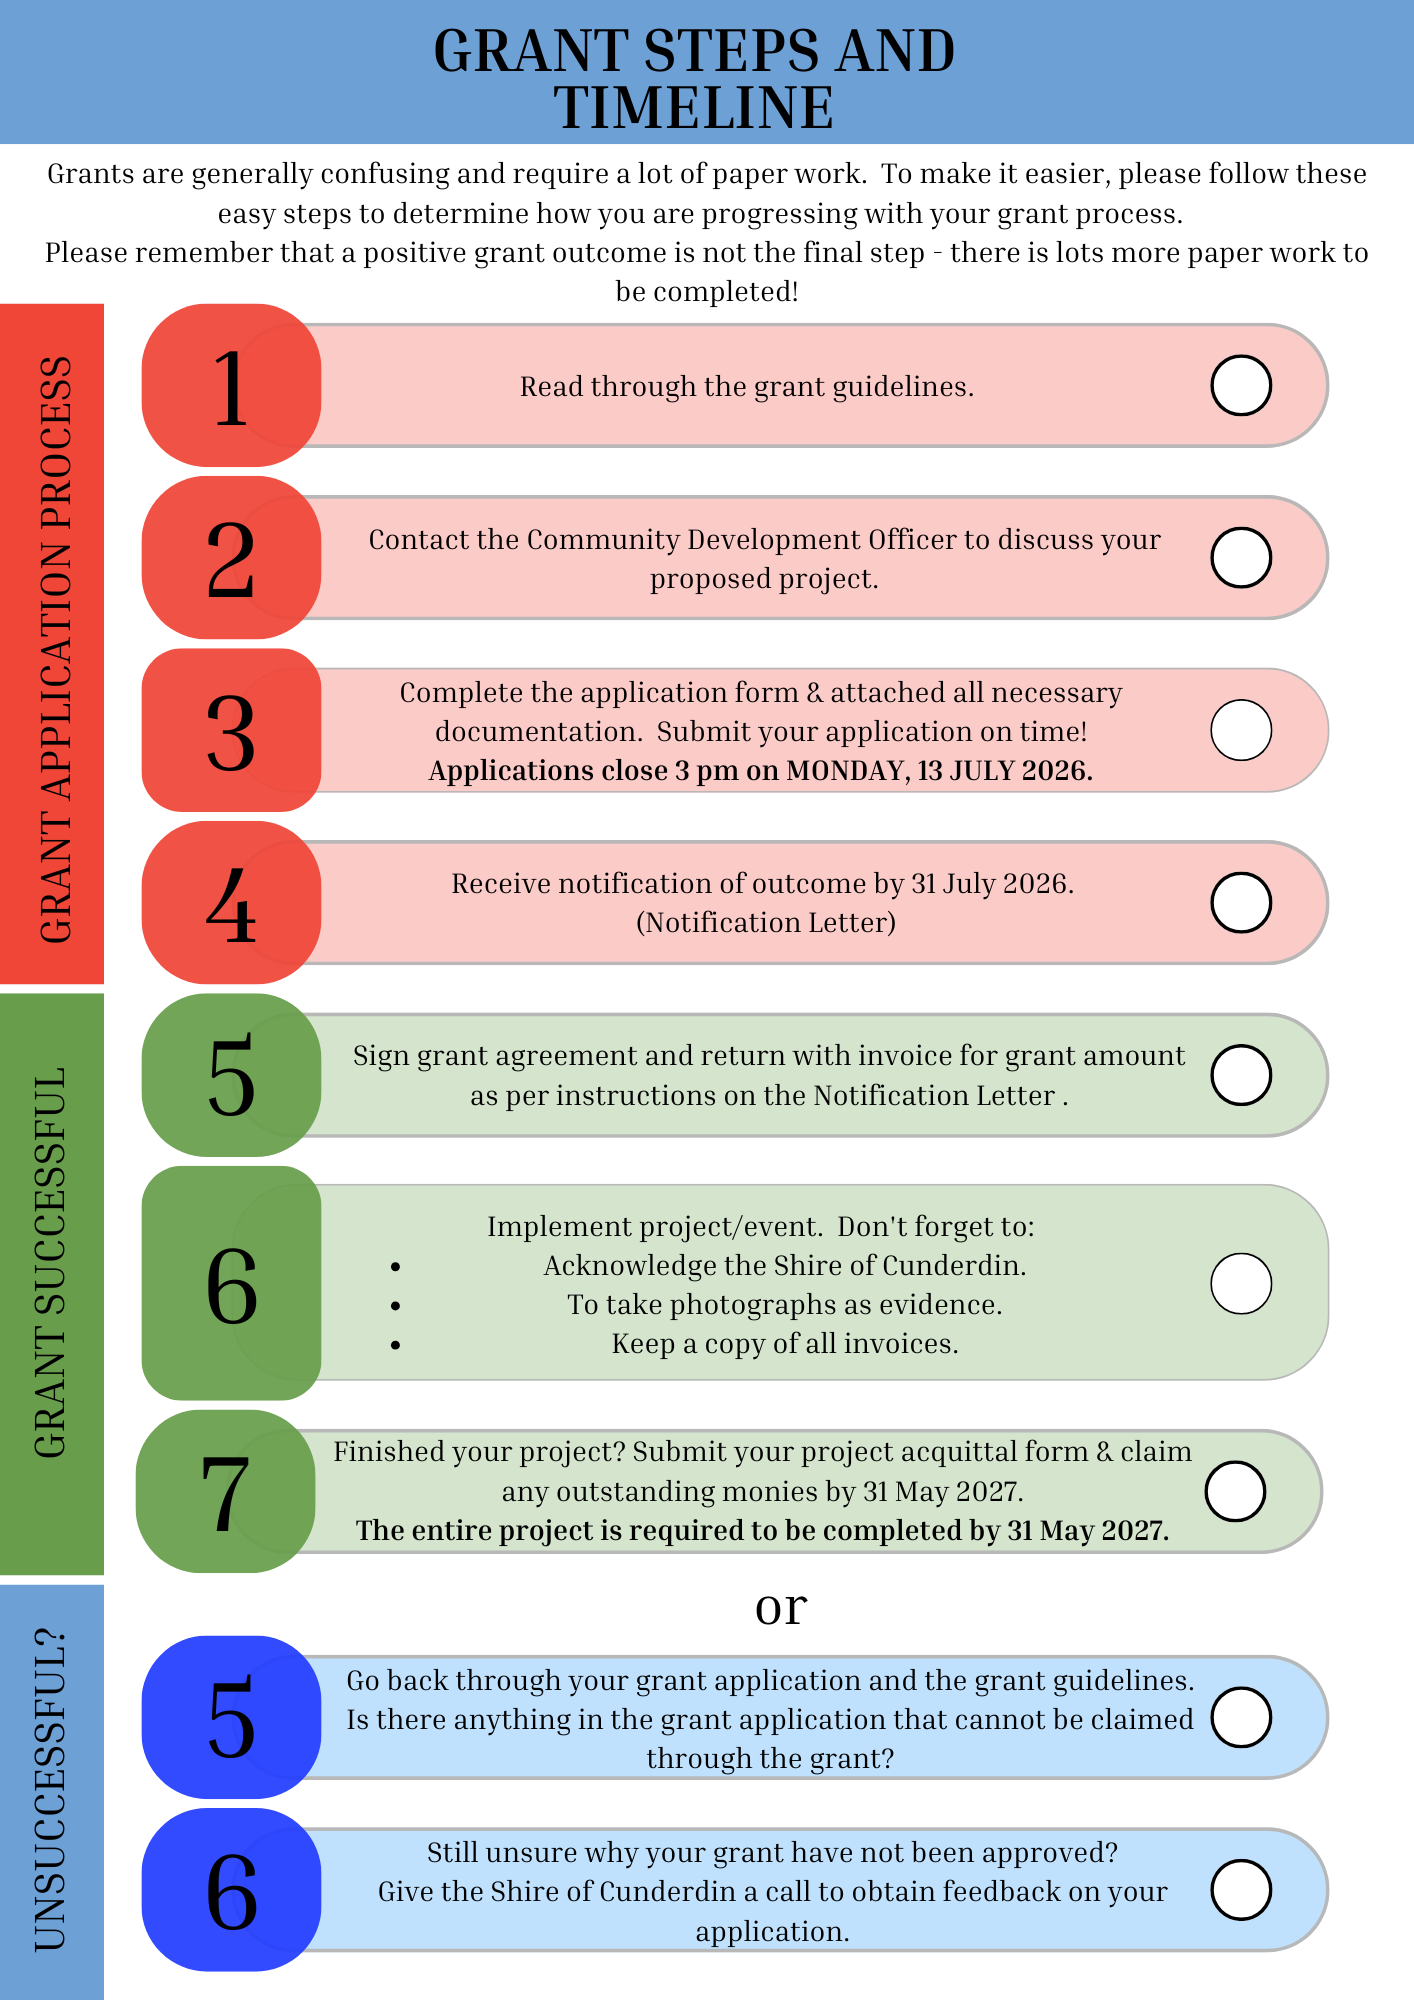 GRANT STEPS AND
TIMELINE
Grants are generally confusing and require a lot of paper work.  To make it easier, please follow these
easy steps to determine how you are progressing with your grant process.
Please remember that a positive grant outcome is not the final step - there is lots more paper work to
be completed!
GRANT APPLICATION PROCESS
1
Read through the grant guidelines.
2
Contact the Community Development Officer to discuss your
proposed project.
3
Complete the application form & attached all necessary
documentation.  Submit your application on time!
Applications close 3 pm on MONDAY, 13 JULY 2026.
4
Receive notification of outcome by 31 July 2026.
(Notification Letter)
GRANT SUCCESSFUL
5
Sign grant agreement and return with invoice for grant amount
as per instructions on the Notification Letter .
6
Implement project/event.  Don't forget to:
• Acknowledge the Shire of Cunderdin.
• To take photographs as evidence.
• Keep a copy of all invoices.
7
Finished your project? Submit your project acquittal form & claim
any outstanding monies by 31 May 2027.
The entire project is required to be completed by 31 May 2027.
or
UNSUCCESSFUL?
5
Go back through your grant application and the grant guidelines.
Is there anything in the grant application that cannot be claimed
through the grant?
6
Still unsure why your grant have not been approved?
Give the Shire of Cunderdin a call to obtain feedback on your
application.